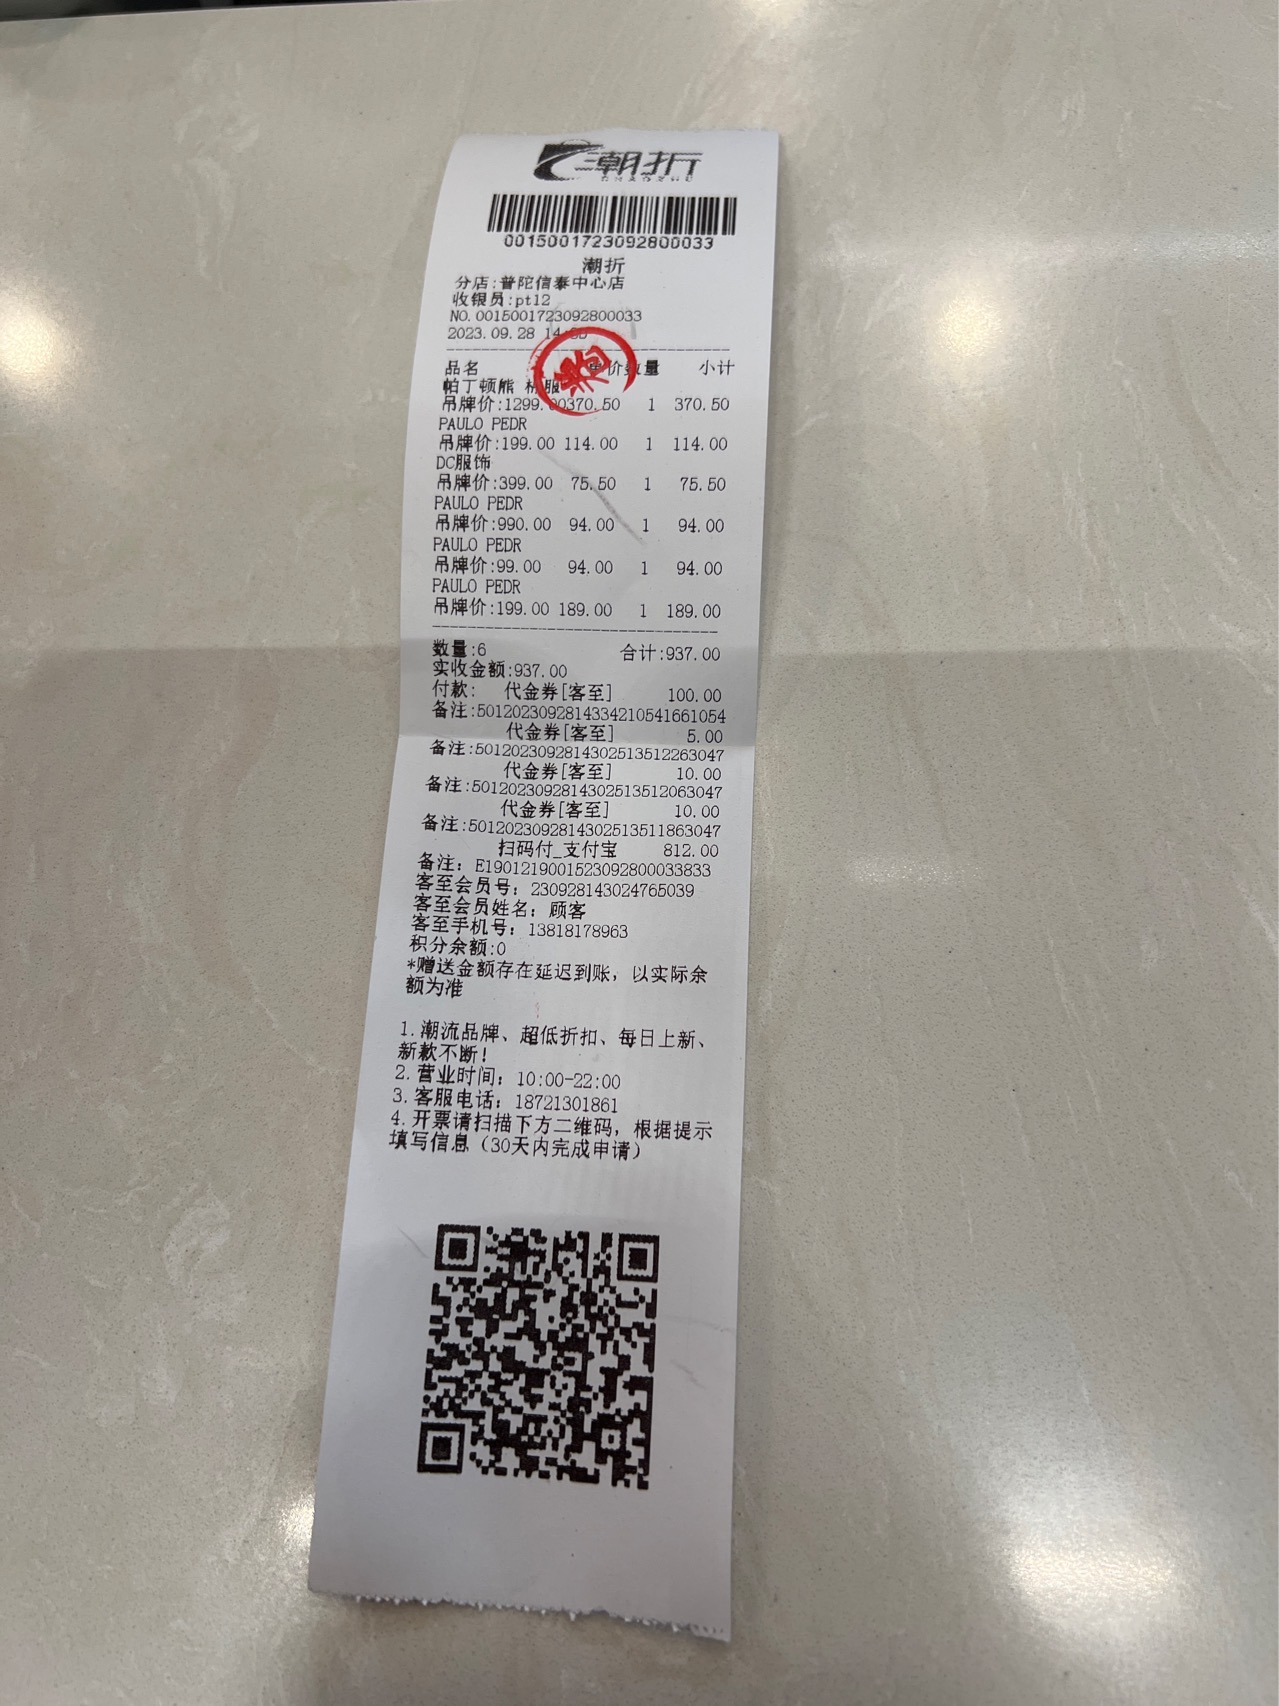 潮折
CHAOZHE
0015001723092800033
潮折
分店:普陀信泰中心店
收银员:pt12
NO.0015001723092800033
2023.09.28 14
品名 价数量 小计
帕丁顿熊 服
吊牌价:1299.00370.50 1 370.50
PAULO PEDR
吊牌价:199.00 114.00 1 114.00
DC服饰
吊牌价:399.00 75.50 1 75.50
PAULO PEDR
吊牌价:990.00 94.00 1 94.00
PAULO PEDR
吊牌价:99.00 94.00 1 94.00
PAULO PEDR
吊牌价:199.00 189.00 1 189.00
数量:6 合计:937.00
实收金额:937.00
付款: 代金券[客至] 100.00
备注:5012023092814334210541661054
代金券[客至] 5.00
备注:5012023092814302513512263047
代金券[客至] 10.00
备注:5012023092814302513512063047
代金券[客至] 10.00
备注:5012023092814302513511863047
扫码付_支付宝 812.00
备注: E1901219001523092800033833
客至会员号: 230928143024765039
客至会员姓名: 顾客
客至手机号: 13818178963
积分余额:0
*赠送金额存在延迟到账, 以实际余
额为准
1.潮流品牌、超低折扣、每日上新、
新款不断!
2.营业时间: 10:00-22:00
3.客服电话: 18721301861
4.开票请扫描下方二维码, 根据提示
填写信息(30天内完成申请)